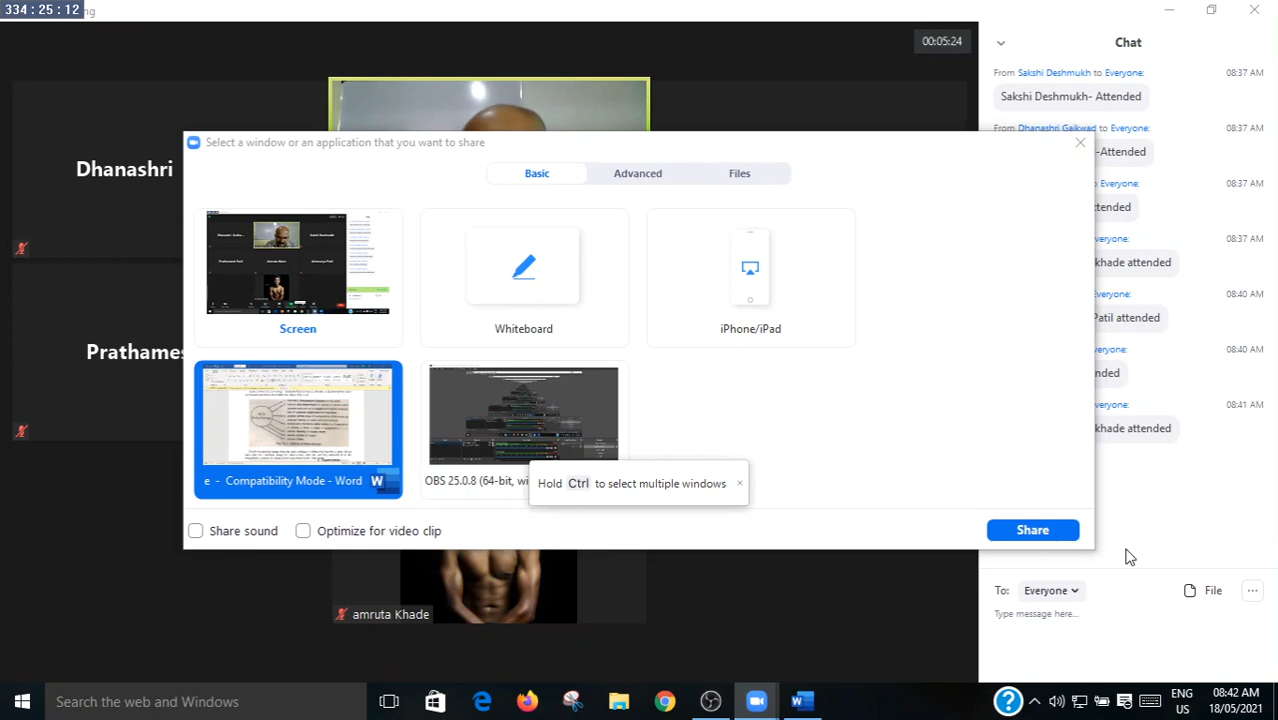 334:25:12 ng
00:05:24
Dhanashri
Prathames
amruta Khade
Select a window or an application that you want to share
Basic
Advanced
Files
Screen
Whiteboard
iPhone/iPad
e - Compatibility Mode - Word
OBS 25.0.8 (64-bit, wi
Hold Ctrl to select multiple windows
Share sound
Optimize for video clip
Share
Chat
From Sakshi Deshmukh to Everyone: 08:37 AM
Sakshi Deshmukh- Attended
From Dhanashri Gaikwad to Everyone: 08:37 AM
-Attended
Everyone: 08:37 AM
ttended
veryone: 08:37 AM
khade attended
Everyone: 08:40 AM
Patil attended
eryone: 08:40 AM
nded
veryone: 08:41 AM
khade attended
To: Everyone
File
Type message here...
Search the web and Windows
ENG
US
08:42 AM
18/05/2021